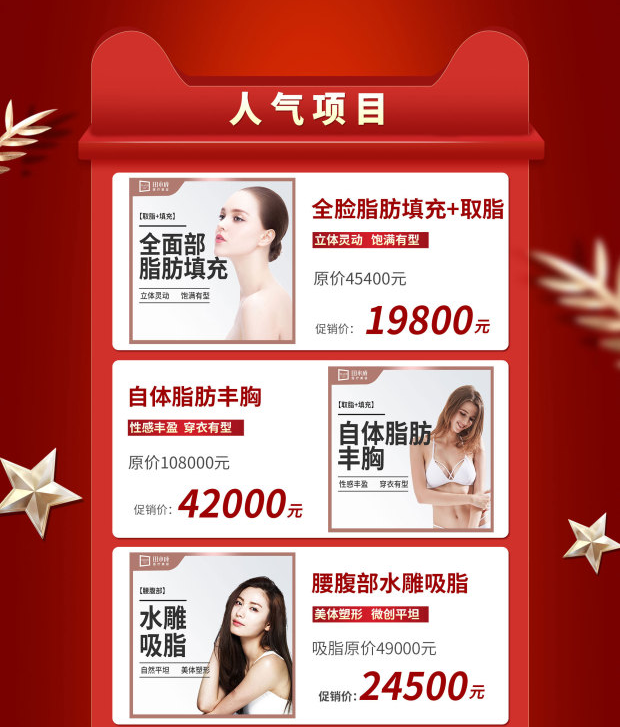 人气项目
【取脂+填充】
全面部
脂肪填充
立体灵动 饱满有型
全脸脂肪填充+取脂
立体灵动 饱满有型
原价45400元
促销价： 19800元
自体脂肪丰胸
性感丰盈 穿衣有型
原价108000元
促销价： 42000元
【取脂+填充】
自体脂肪
丰胸
性感丰盈 穿衣有型
【腰腹部】
水雕
吸脂
自然平坦 美体塑形
腰腹部水雕吸脂
美体塑形 微创平坦
吸脂原价49000元
促销价： 24500元